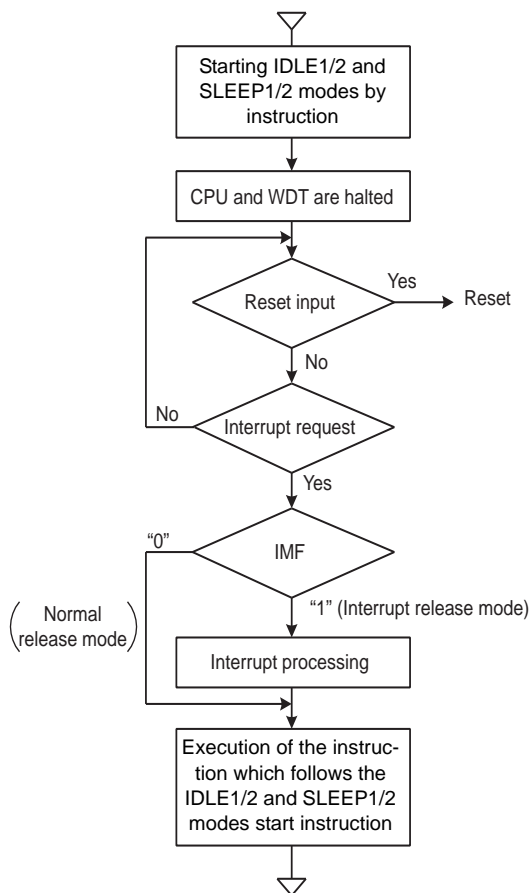 Starting IDLE1/2 and
SLEEP1/2 modes by
instruction
CPU and WDT are halted
Reset input
Yes
Reset
No
No
Interrupt request
Yes
“0”
IMF
“1” (Interrupt release mode)
Normal
release mode
Interrupt processing
Execution of the instruc-
tion which follows the
IDLE1/2 and SLEEP1/2
modes start instruction